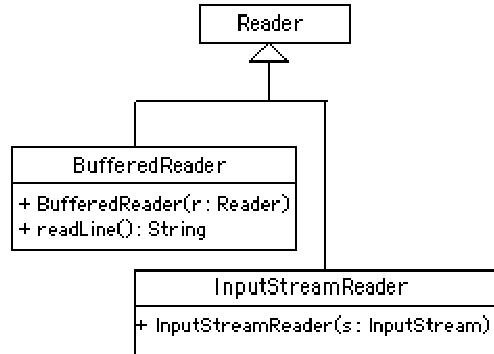 Reader
BufferedReader
+ BufferedReader(r: Reader)
+ readLine(): String
InputStreamReader
+ InputStreamReader(s: InputStream)